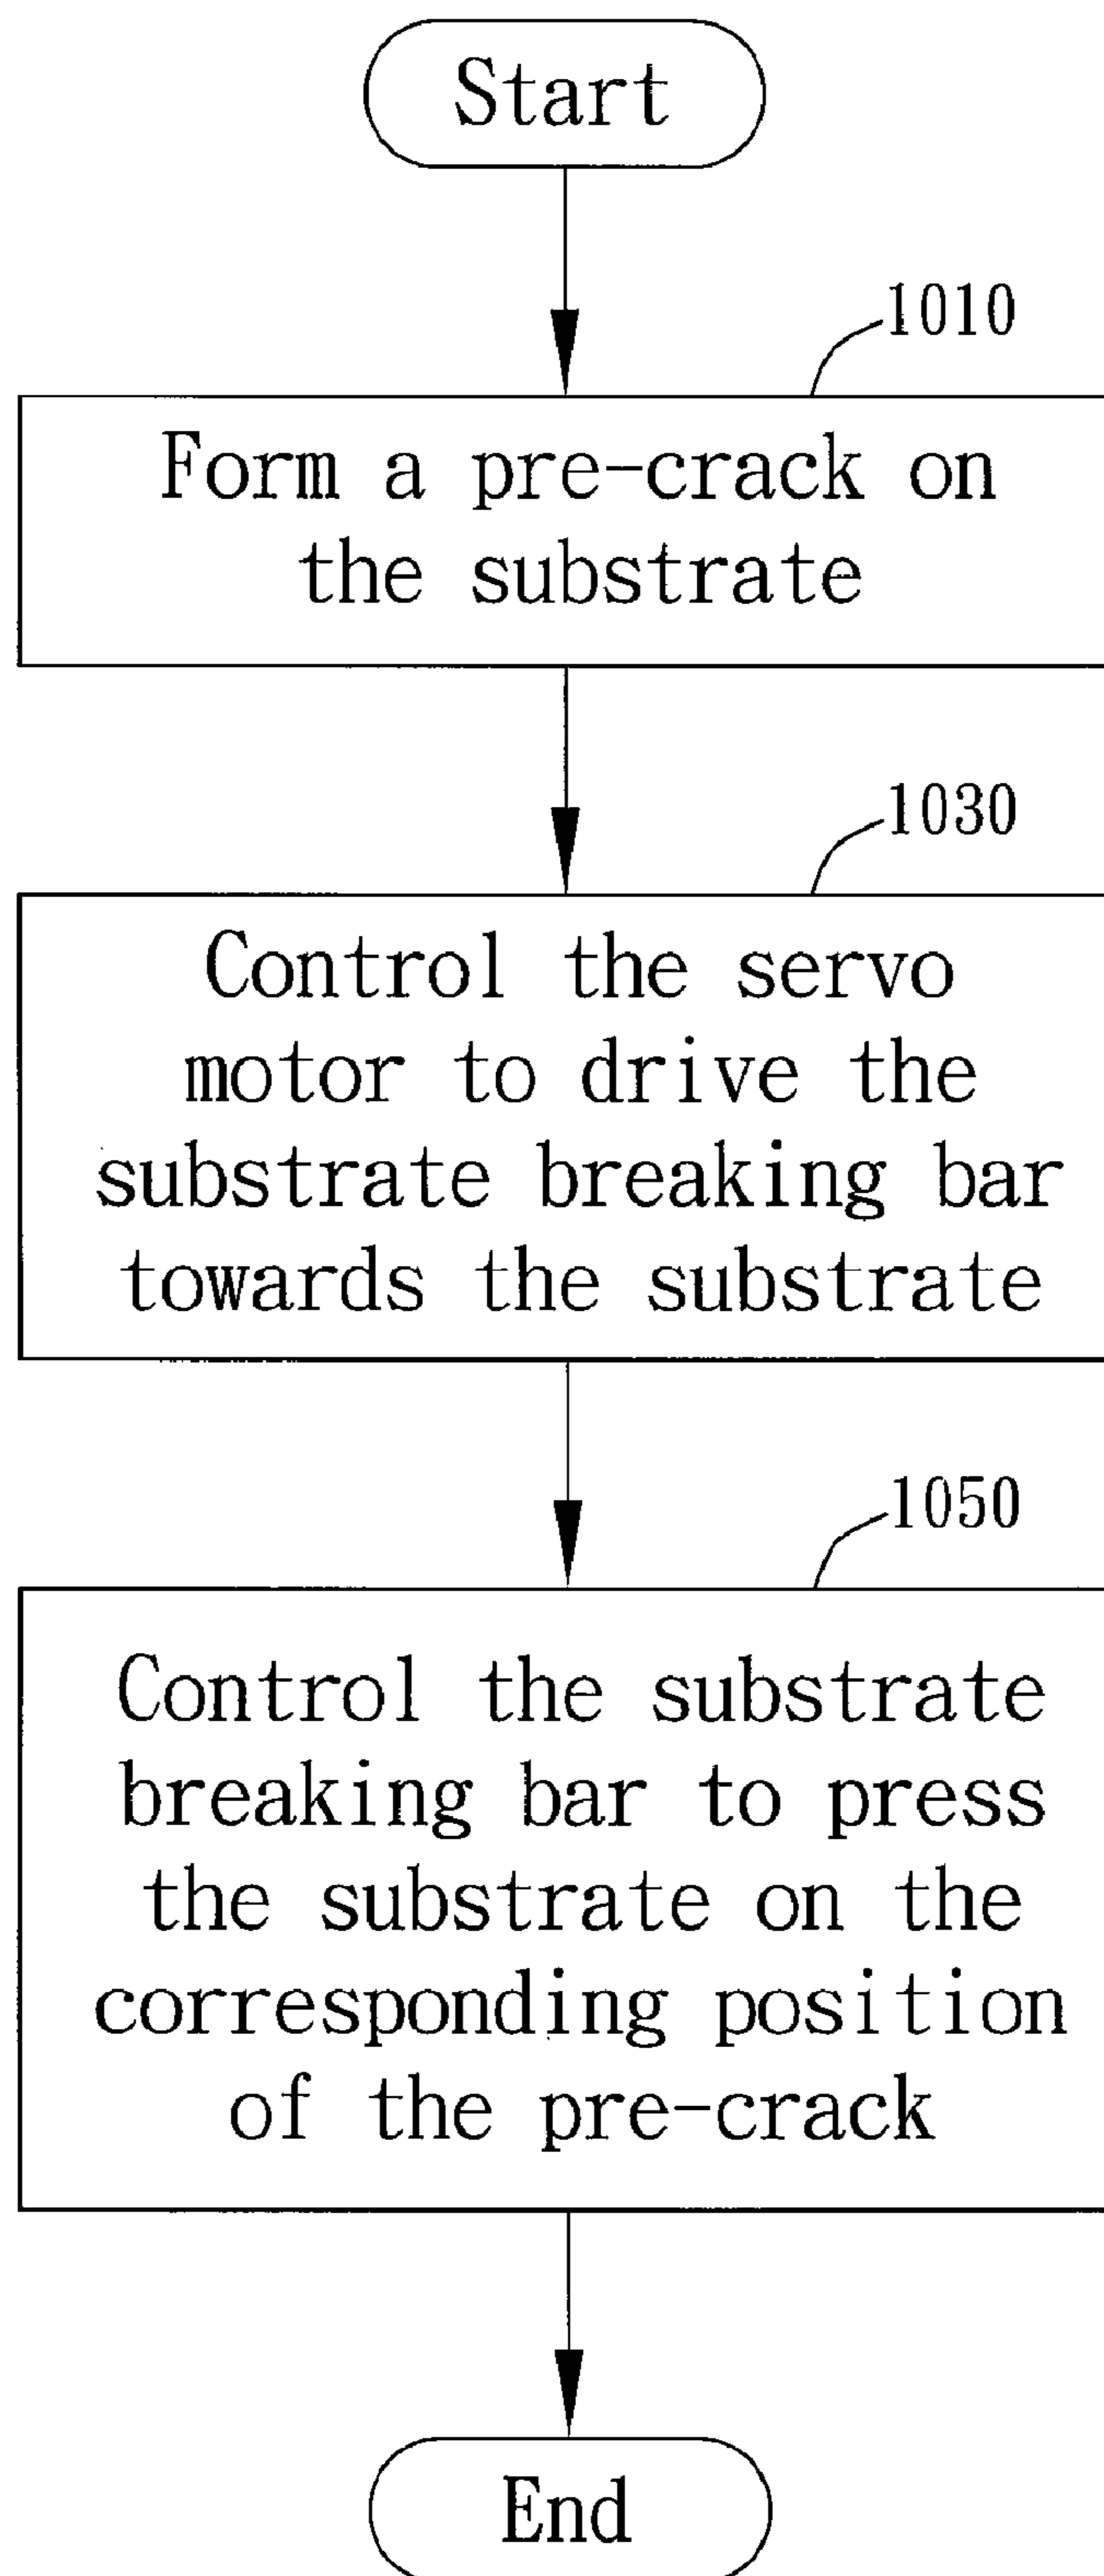 Start
1010
Form a pre-crack on
the substrate
1030
Control the servo
motor to drive the
substrate breaking bar
towards the substrate
1050
Control the substrate
breaking bar to press
the substrate on the
corresponding position
of the pre-crack
End